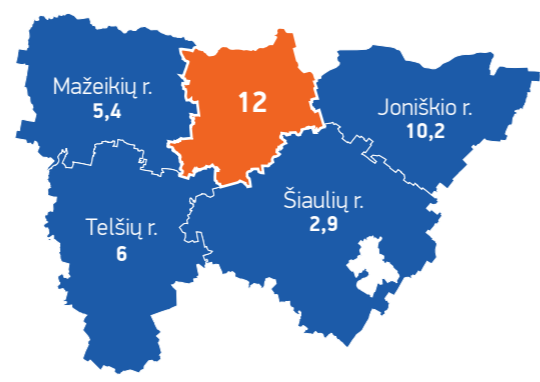 Mažeikių r.
5,4
12
Joniškio r.
10,2
Telšių r.
6
Šiaulių r.
2,9